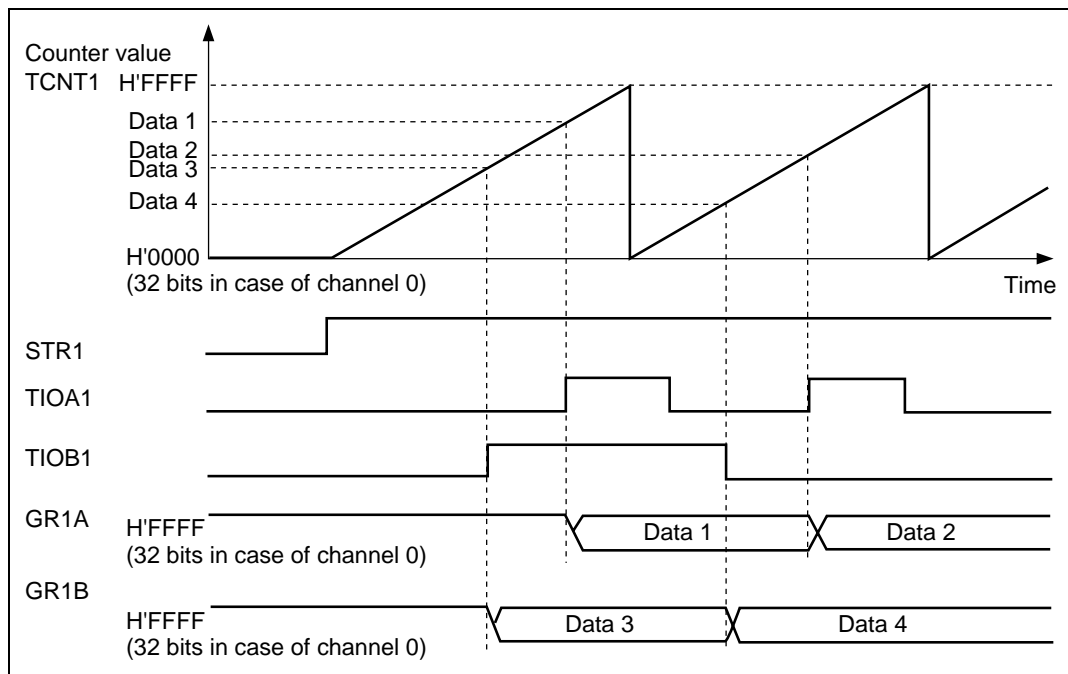 Counter value
TCNT1 H'FFFF
Data 1
Data 2
Data 3
Data 4
H'0000
(32 bits in case of channel 0)
Time
STR1
TIOA1
TIOB1
GR1A
H'FFFF
Data 1
Data 2
(32 bits in case of channel 0)
GR1B
H'FFFF
Data 3
Data 4
(32 bits in case of channel 0)